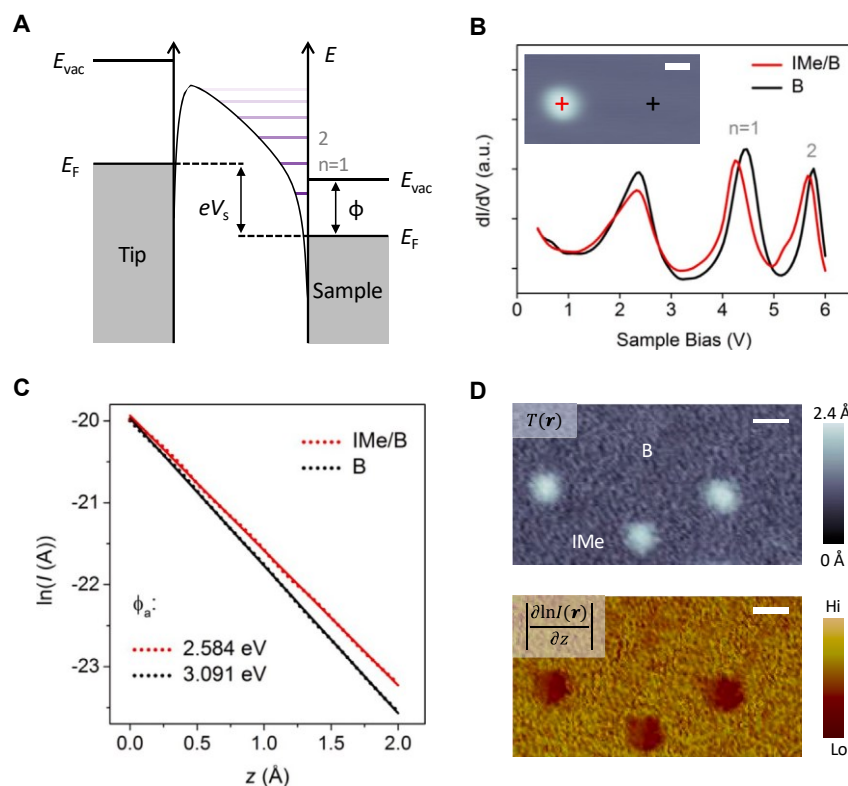 A
E
E_vac
2
n=1
E_F
E_vac
eV_s
ϕ
E_F
Tip
Sample
B
IMe/B
B
n=1
2
dI/dV (a.u.)
0 1 2 3 4 5 6
Sample Bias (V)
C
-20
-21
-22
-23
ln(I (A))
IMe/B
B
ϕ_a:
2.584 eV
3.091 eV
0.0 0.5 1.0 1.5 2.0
z (Å)
D
T(r)
B
IMe
2.4 Å
0 Å
|∂lnI(r)/∂z|
Hi
Lo